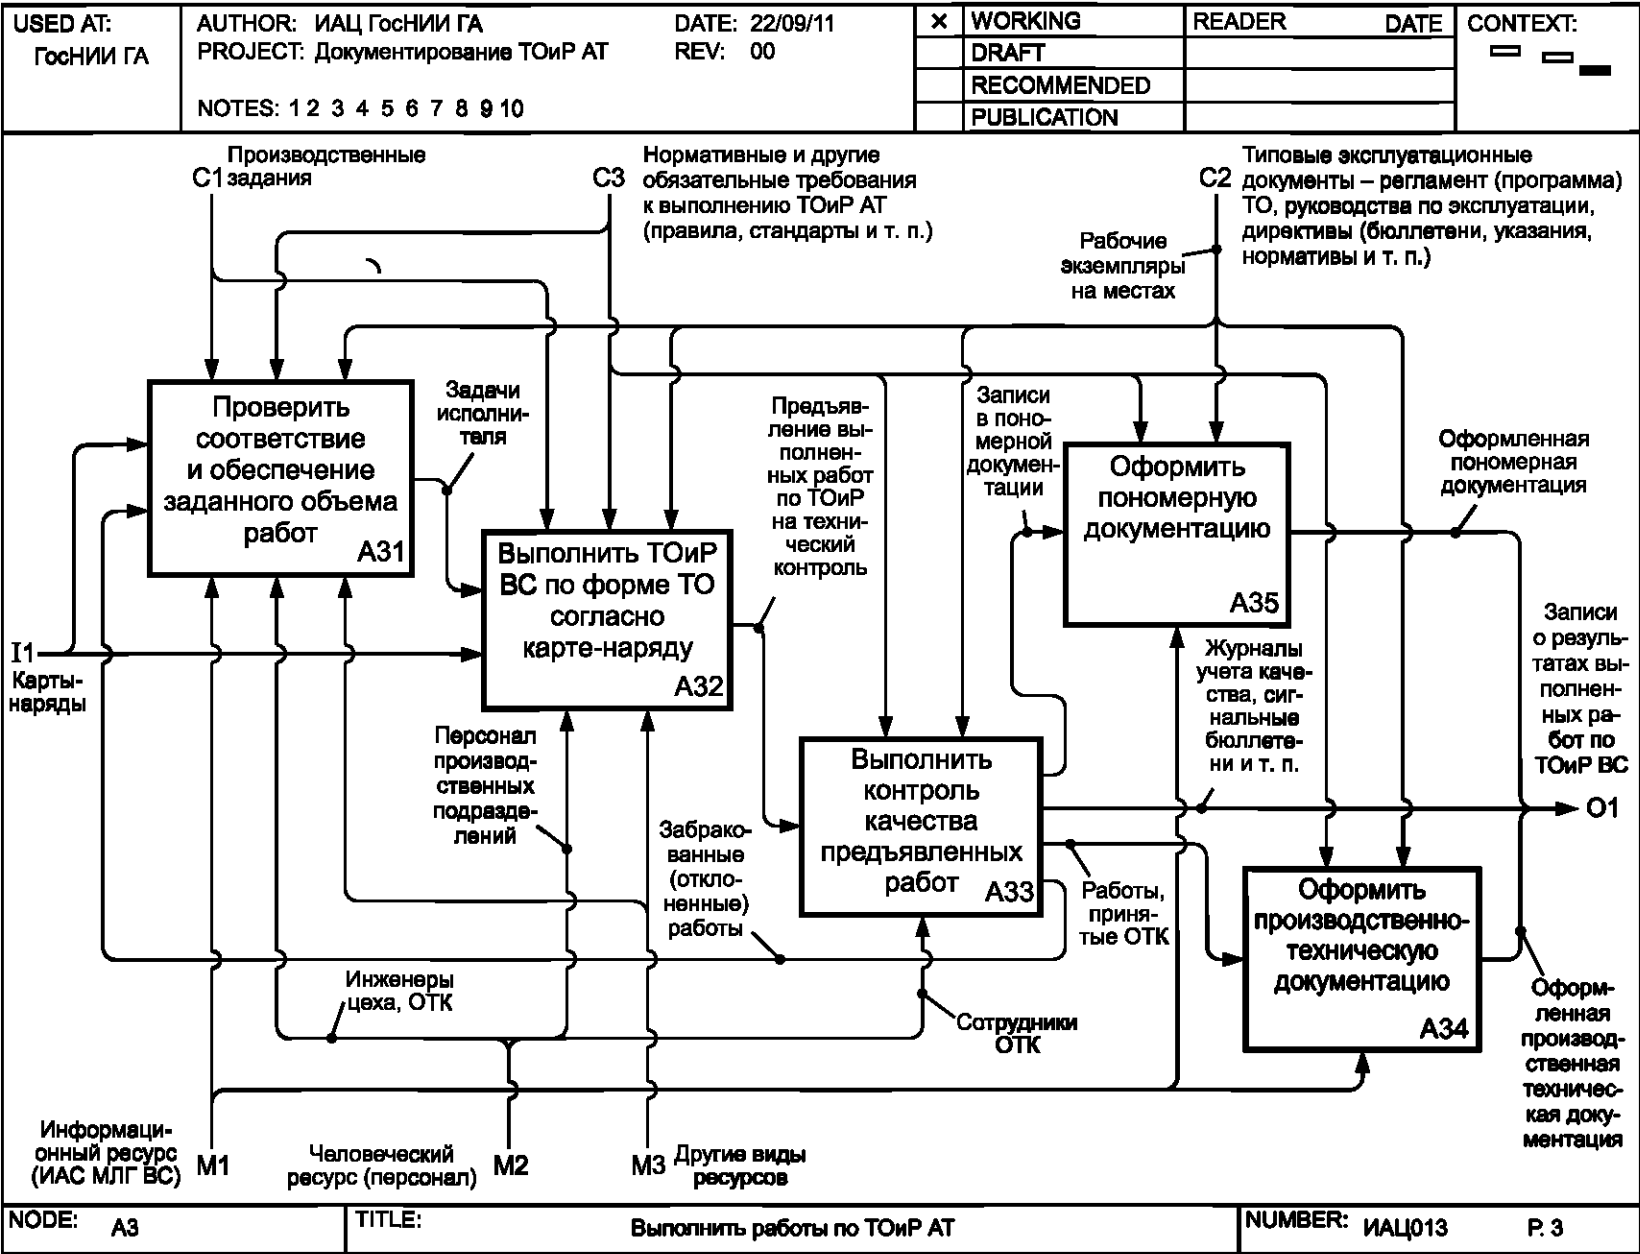 USED AT:
ГосНИИ ГА
AUTHOR: ИАЦ ГосНИИ ГА
PROJECT: Документирование ТОиР АТ
NOTES: 1 2 3 4 5 6 7 8 9 10
DATE: 22/09/11
REV: 00
× WORKING
DRAFT
RECOMMENDED
PUBLICATION
READER DATE
CONTEXT:
C1
Производственные
задания
C3
Нормативные и другие
обязательные требования
к выполнению ТОиР АТ
(правила, стандарты и т. п.)
C2
Типовые эксплуатационные
документы – регламент (программа)
ТО, руководства по эксплуатации,
директивы (бюллетени, указания,
нормативы и т. п.)
Рабочие
экземпляры
на местах
Проверить
соответствие
и обеспечение
заданного объема
работ
A31
Задачи
исполни-
теля
Предъяв-
ление вы-
полнен-
ных работ
по ТОиР
на техни-
ческий
контроль
Записи
в поно-
мерной
докумен-
тации
Оформить
пономерную
документацию
A35
Оформленная
пономерная
документация
Выполнить ТОиР
ВС по форме ТО
согласно
карте-наряду
A32
I1
Карты-
наряды
Журналы
учета каче-
ства, сиг-
нальные
бюллете-
ни и т. п.
Записи
о резуль-
татах вы-
полнен-
ных ра-
бот по
ТОиР ВС
O1
Персонал
производ-
ственных
подразде-
лений
Выполнить
контроль
качества
предъявленных
работ
A33
Забрако-
ванные
(откло-
ненные)
работы
Работы,
приня-
тые ОТК
Оформить
производственно-
техническую
документацию
A34
Инженеры
цеха, ОТК
Сотрудники
ОТК
Оформ-
ленная
производ-
ственная
техничес-
кая доку-
ментация
Информаци-
онный ресурс
(ИАС МЛГ ВС)
M1
Человеческий
ресурс (персонал)
M2
M3
Другие виды
ресурсов
NODE: A3
TITLE: Выполнить работы по ТОиР АТ
NUMBER: ИАЦ013 P. 3